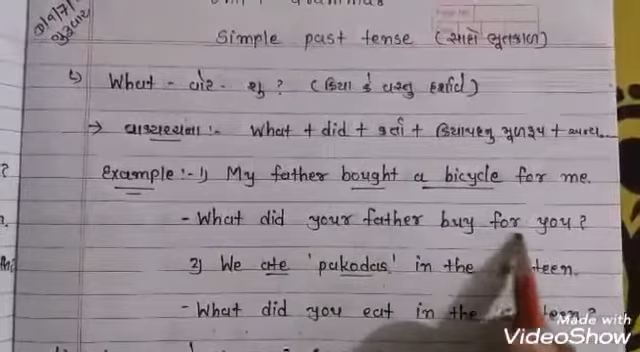 Simple past tense (સાદો ભૂતકાળ)
What - વોટ - શું? (ક્રિયા કે વસ્તુ દર્શાવે)
→ વાક્યરચના :- What + did + કર્તા + ક્રિયાપદનું મૂળરૂપ + અન્ય...
Example :- 1) My father bought a bicycle for me.
- What did your father buy for you?
2) We ate 'pakodas' in the teen.
- What did you eat in the teen?
Made with
VideoShow